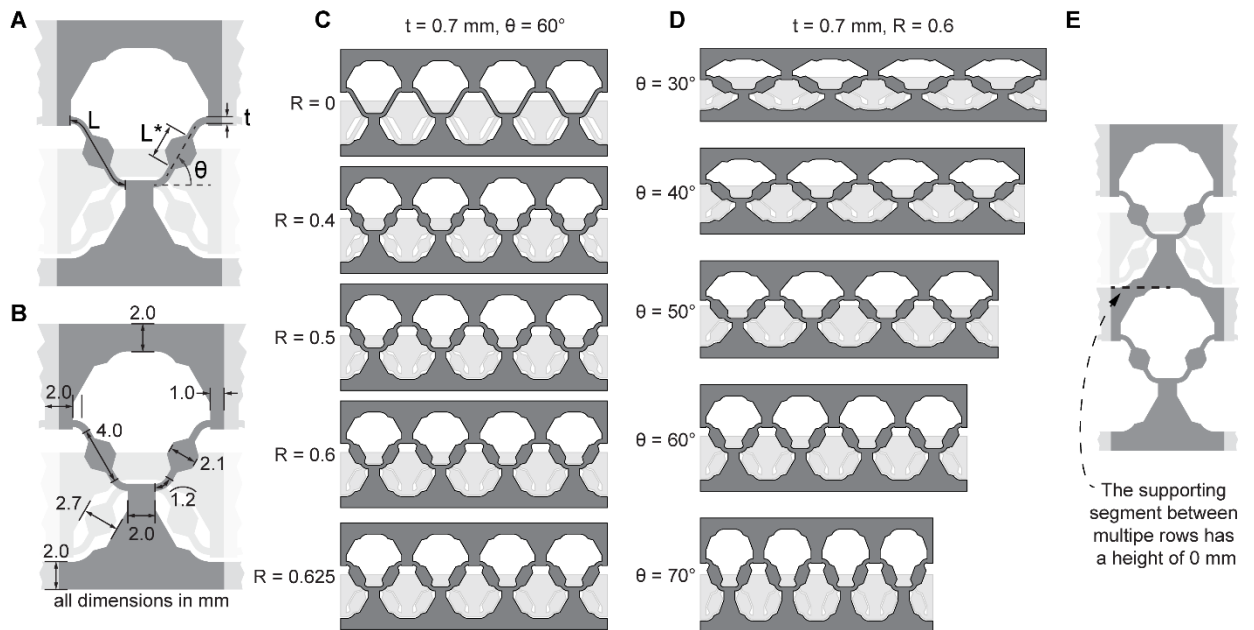 A
L
L*
t
θ
B
2.0
2.0
1.0
4.0
2.1
2.7
1.2
2.0
2.0
all dimensions in mm
C
t = 0.7 mm, θ = 60°
R = 0
R = 0.4
R = 0.5
R = 0.6
R = 0.625
D
t = 0.7 mm, R = 0.6
θ = 30°
θ = 40°
θ = 50°
θ = 60°
θ = 70°
E
The supporting
segment between
multipe rows has
a height of 0 mm